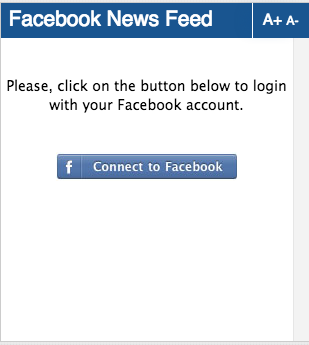 Facebook News Feed A+ A-
Please, click on the button below to login
with your Facebook account.
f Connect to Facebook